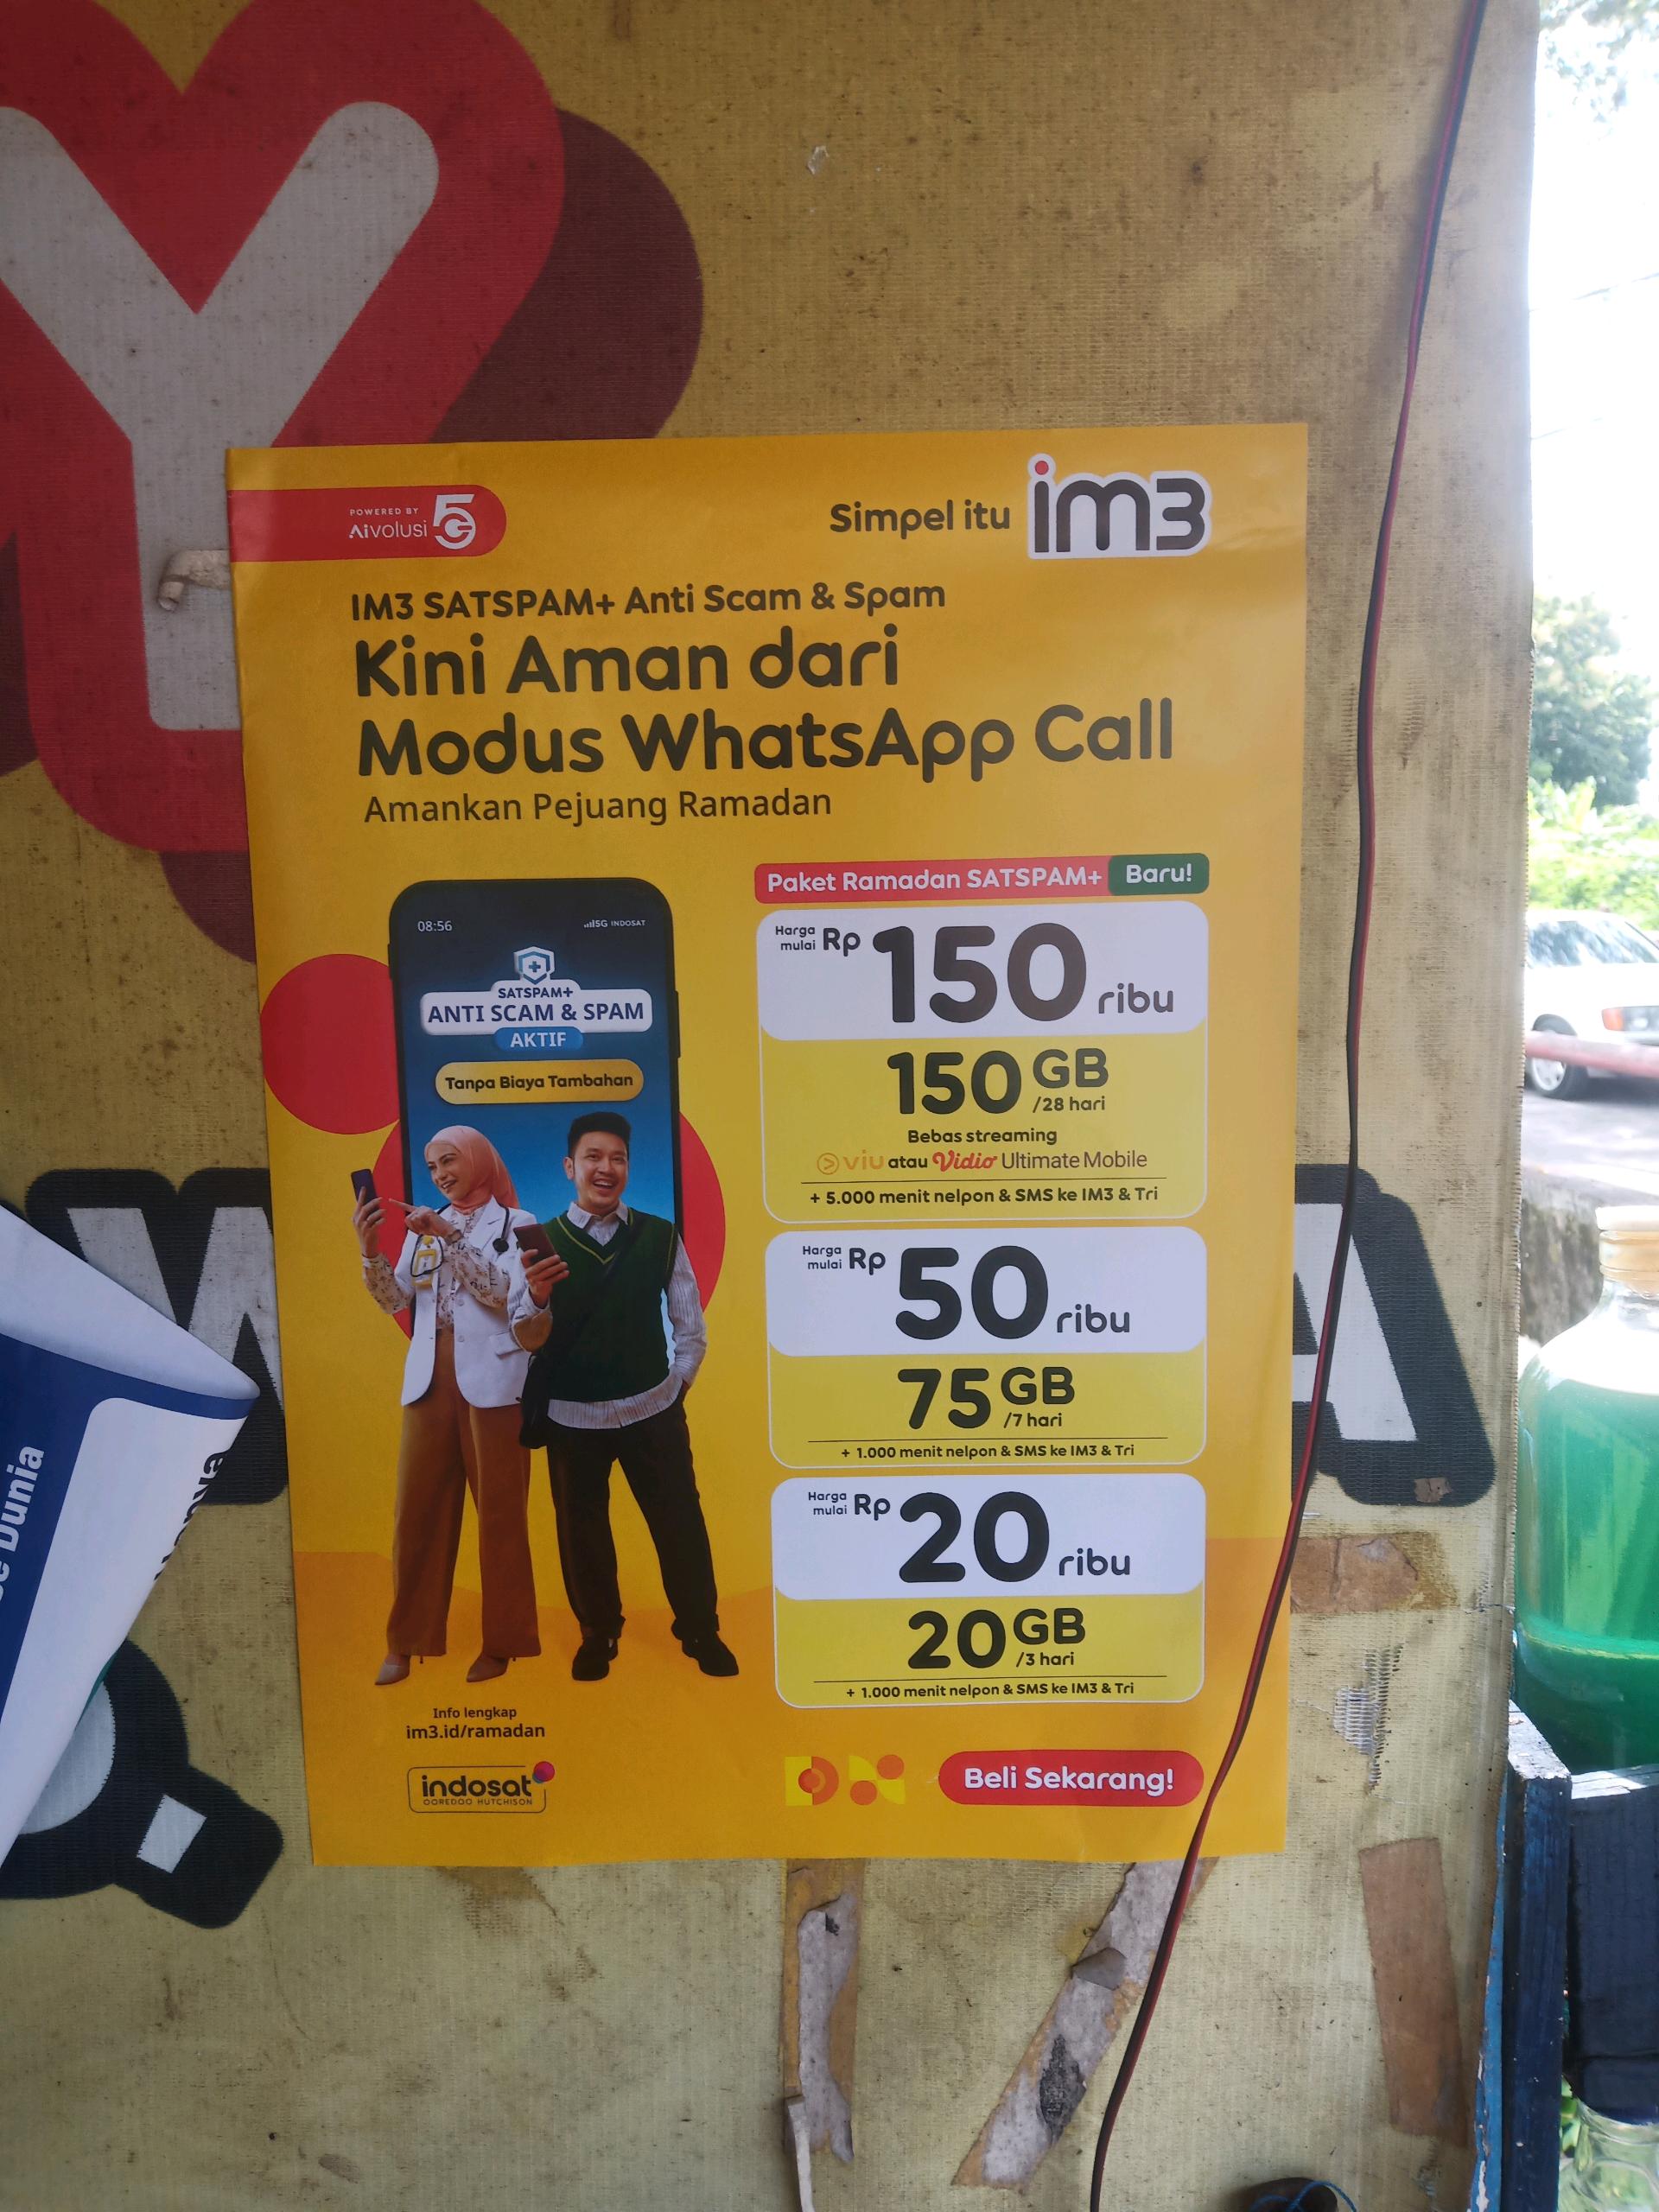 POWERED BY
Aivolusi 5G
Simpel itu im3
IM3 SATSPAM+ Anti Scam & Spam
Kini Aman dari
Modus WhatsApp Call
Amankan Pejuang Ramadan
08:56
5G INDOSAT
SATSPAM+
ANTI SCAM & SPAM
AKTIF
Tanpa Biaya Tambahan
Paket Ramadan SATSPAM+ Baru!
Harga mulai Rp 150 ribu
150 GB
/28 hari
Bebas streaming
viu atau Vidio Ultimate Mobile
+ 5.000 menit nelpon & SMS ke IM3 & Tri
Harga mulai Rp 50 ribu
75 GB
/7 hari
+ 1.000 menit nelpon & SMS ke IM3 & Tri
Harga mulai Rp 20 ribu
20 GB
/3 hari
+ 1.000 menit nelpon & SMS ke IM3 & Tri
Info lengkap
im3.id/ramadan
indosat
OOREDOO HUTCHISON
Beli Sekarang!
Dunia